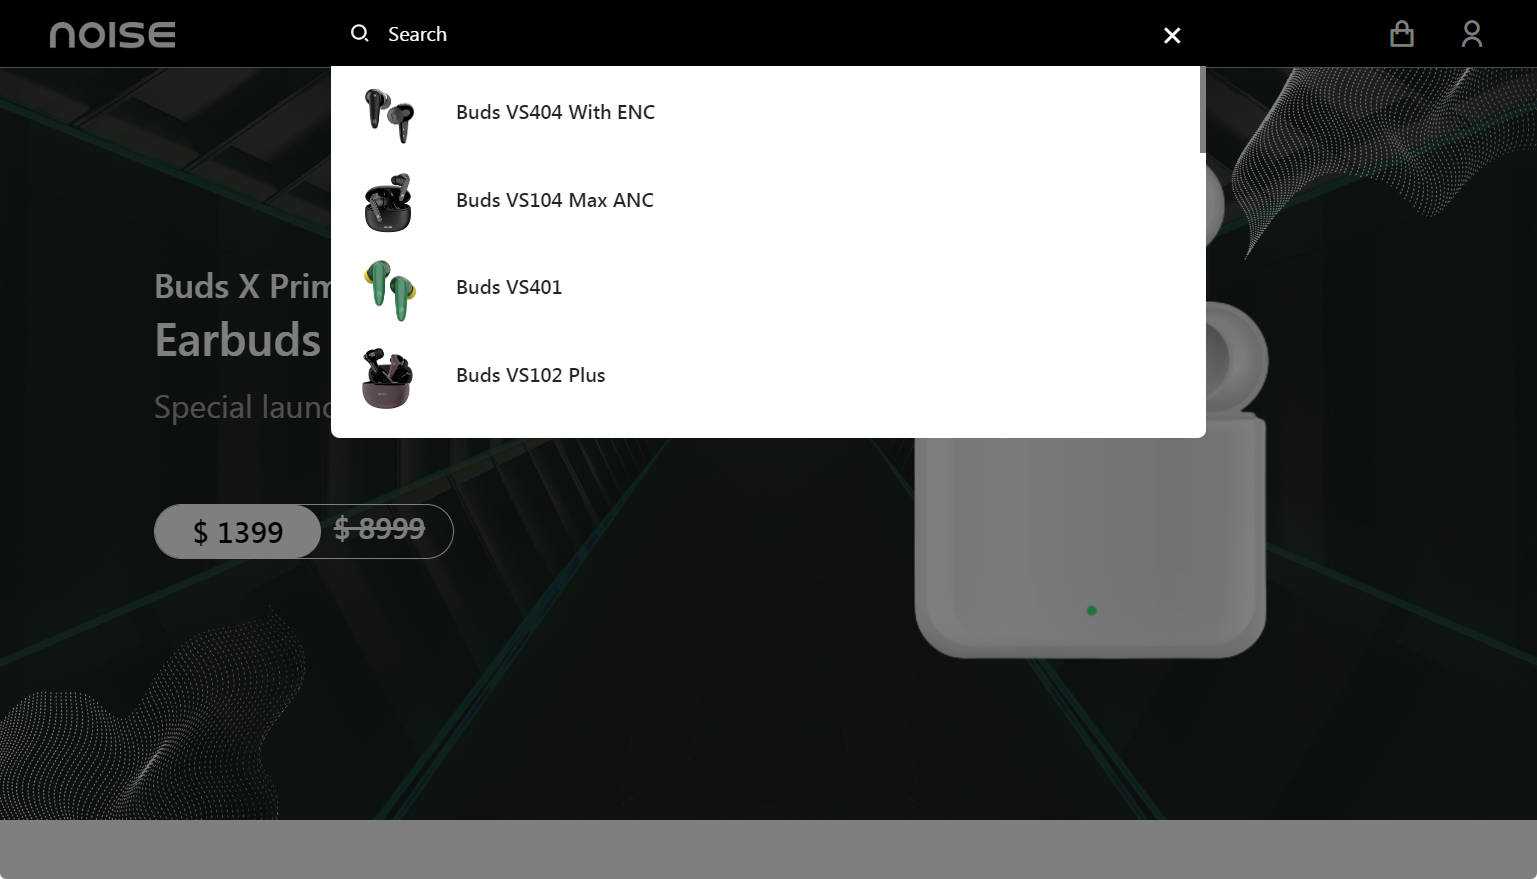 NOISE
Search
Buds VS404 With ENC
Buds VS104 Max ANC
Buds VS401
Buds VS102 Plus
Buds X Prim
Earbuds
Special launc
$ 1399
$ 8999